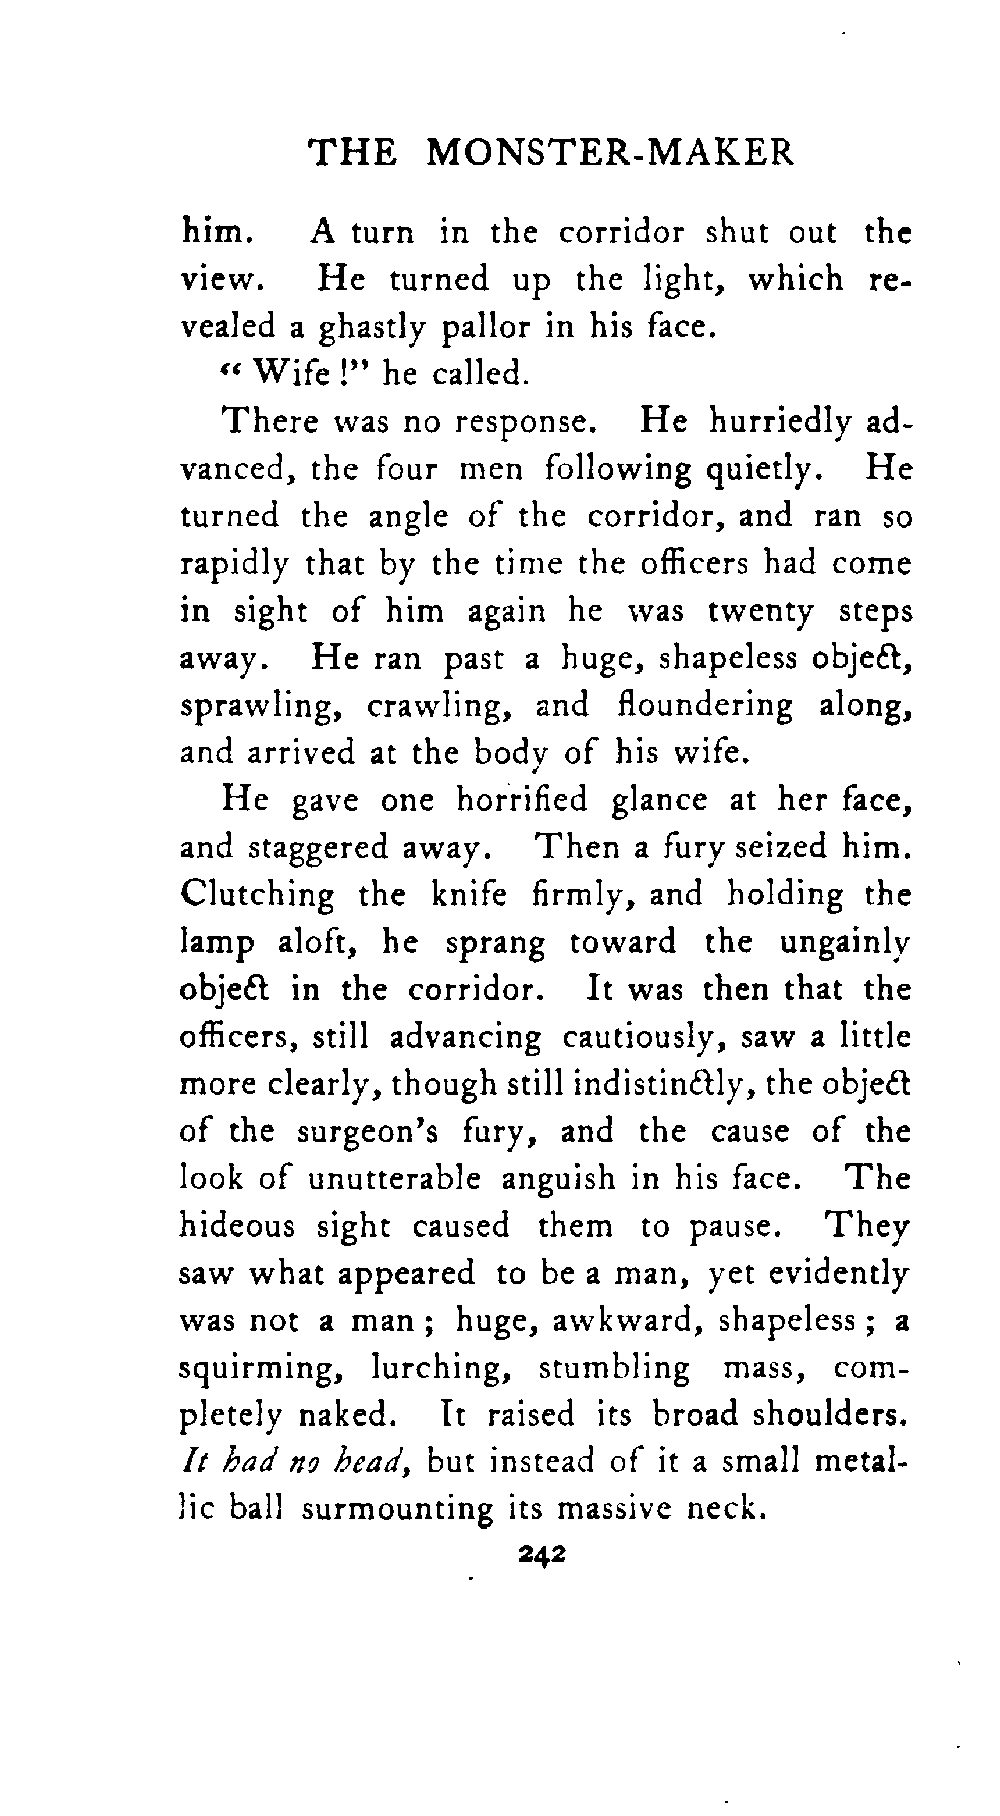 THE MONSTER-MAKER
him. A turn in the corridor shut out the
view. He turned up the light, which re-
vealed a ghastly pallor in his face.
“ Wife !” he called.
There was no response. He hurriedly ad-
vanced, the four men following quietly. He
turned the angle of the corridor, and ran so
rapidly that by the time the officers had come
in sight of him again he was twenty steps
away. He ran past a huge, shapeless object,
sprawling, crawling, and floundering along,
and arrived at the body of his wife.
He gave one horrified glance at her face,
and staggered away. Then a fury seized him.
Clutching the knife firmly, and holding the
lamp aloft, he sprang toward the ungainly
object in the corridor. It was then that the
officers, still advancing cautiously, saw a little
more clearly, though still indistinctly, the object
of the surgeon’s fury, and the cause of the
look of unutterable anguish in his face. The
hideous sight caused them to pause. They
saw what appeared to be a man, yet evidently
was not a man ; huge, awkward, shapeless ; a
squirming, lurching, stumbling mass, com-
pletely naked. It raised its broad shoulders.
It had no head, but instead of it a small metal-
lic ball surmounting its massive neck.
242